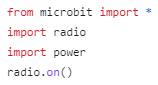 from microbit import *
import radio
import power
radio.on()